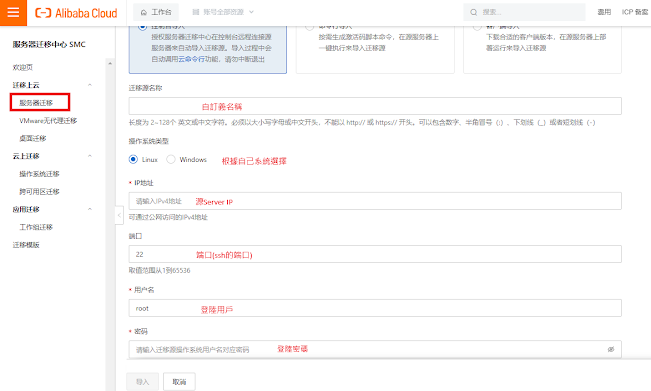 Alibaba Cloud
工作台
账号全部资源
搜索...
费用
ICP 备案
服务器迁移中心 SMC
欢迎页
迁移上云
服务器迁移
VMware无代理迁移
桌面迁移
云上迁移
操作系统迁移
跨可用区迁移
应用迁移
工作组迁移
迁移模版
授权服务器迁移中心在控制台远程连接源
服务器来自动导入迁移源。导入过程中会
自动调用云命令行功能，请勿中断退出
按需生成激活码脚本命令，在源服务器上
一键执行来导入迁移源
下载合适的客户端版本，在源服务器上部
署运行来导入迁移源
迁移源名称
自訂義名稱
长度为 2~128个 英文或中文字符。必须以大小写字母或中文开头，不能以 http:// 或 https:// 开头。可以包含数字、半角冒号（:）、下划线（_）或者短划线（-）
操作系统类型
Linux
Windows
根據自己系統選擇
* IP地址
请输入IPv4地址
源Server IP
可通过公网访问的IPv4地址
端口
22
端口(ssh的端口)
取值范围从1到65536
* 用户名
root
登陸用戶
* 密码
请输入迁移源操作系统用户名对应密码
登陸密碼
导入
取消